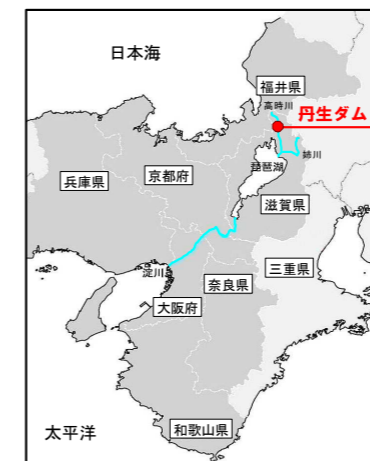 日本海
福井県
高時川
丹生ダム
姉川
琵琶湖
京都府
兵庫県
滋賀県
三重県
淀川
奈良県
大阪府
太平洋
和歌山県